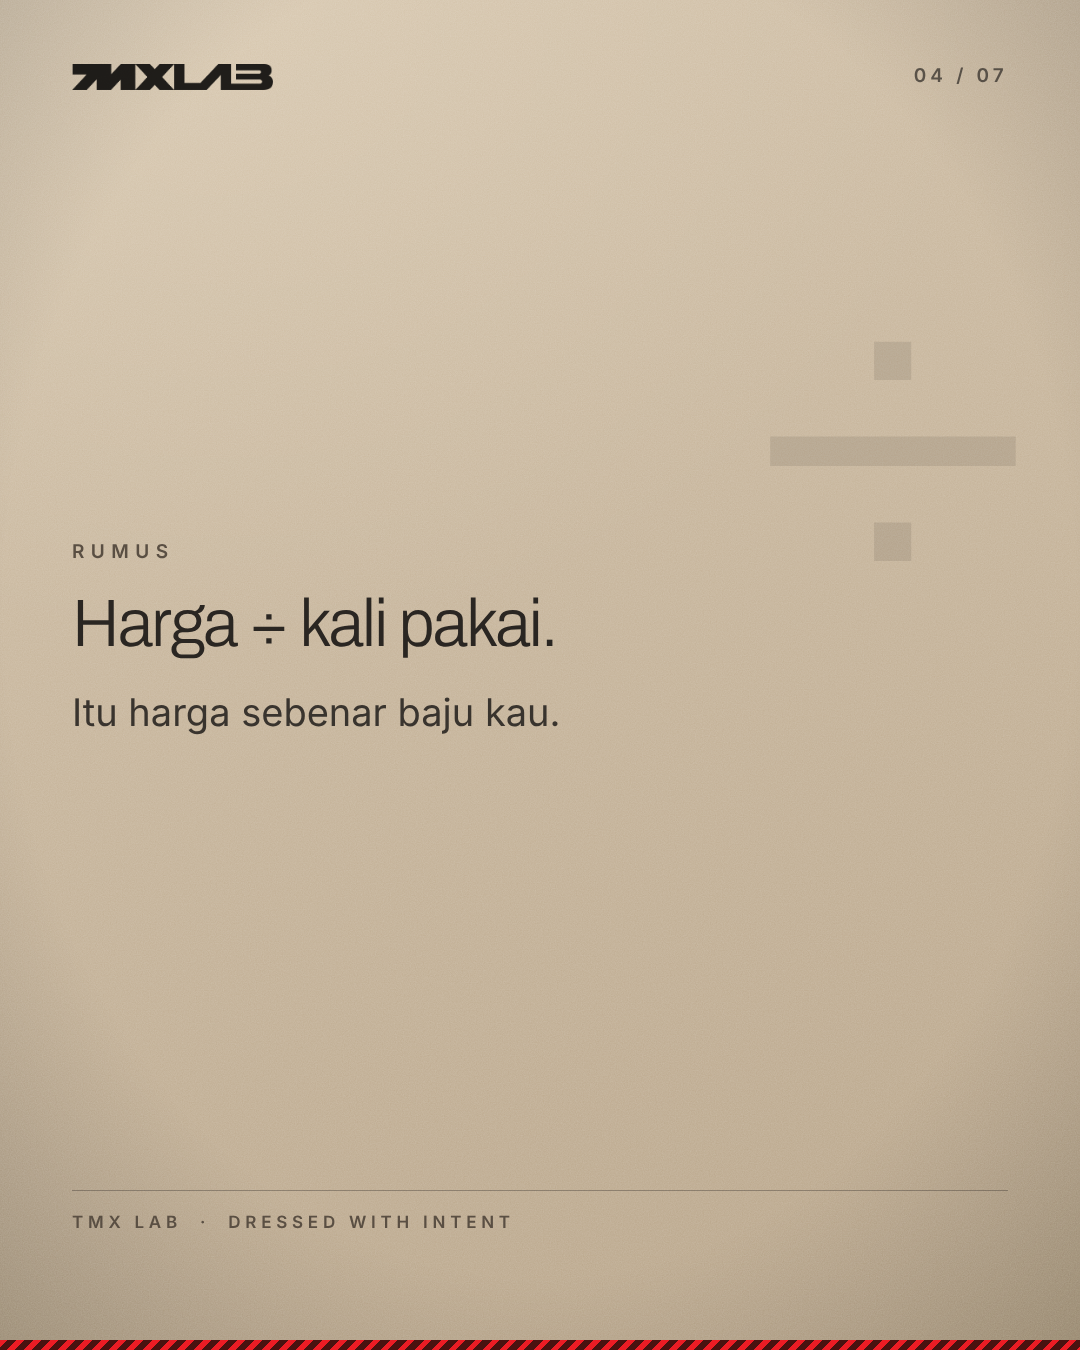 TMXLAB
04 / 07
RUMUS
Harga ÷ kali pakai.
Itu harga sebenar baju kau.
TMX LAB · DRESSED WITH INTENT